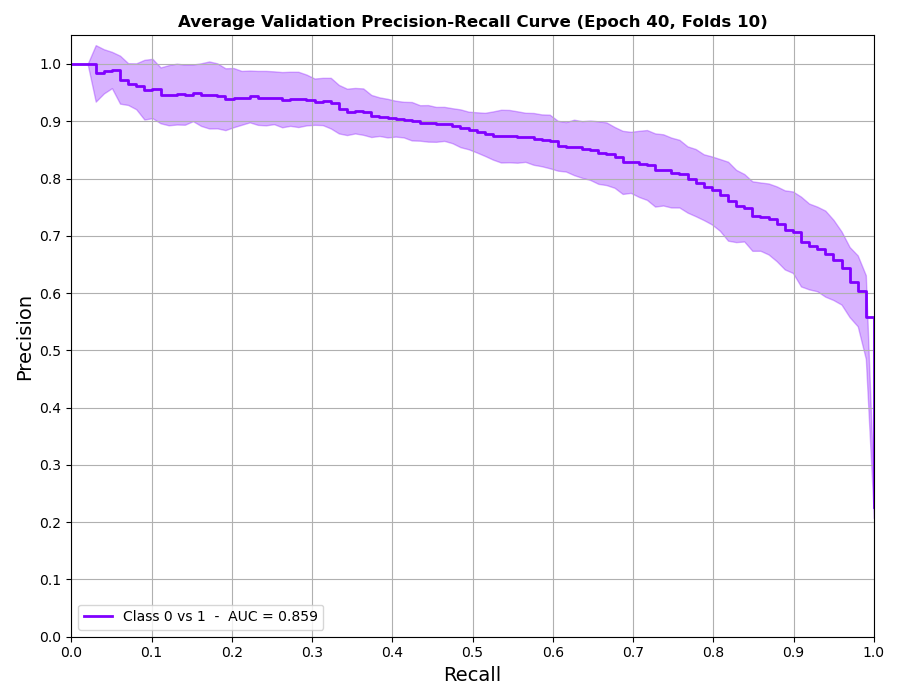 Average Validation Precision-Recall Curve (Epoch 40, Folds 10)
Precision
1.0
0.9
0.8
0.7
0.6
0.5
0.4
0.3
0.2
0.1
0.0
Class 0 vs 1 - AUC = 0.859
0.0 0.1 0.2 0.3 0.4 0.5 0.6 0.7 0.8 0.9 1.0
Recall